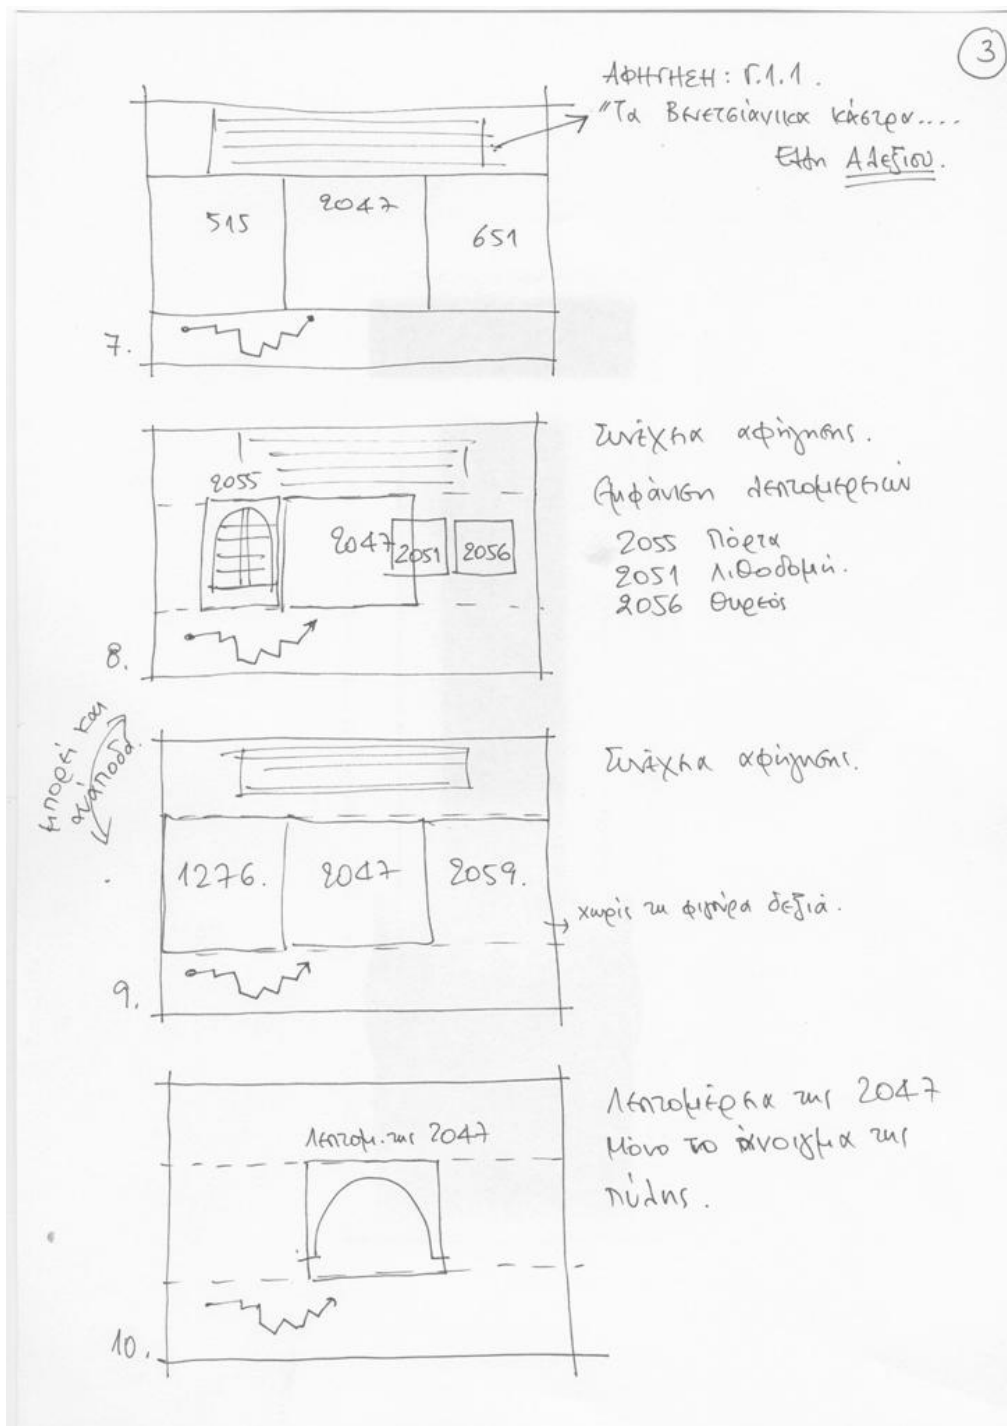 3
ΑΦΗΓΗΣΗ: Γ.1.1.
"Τα Βενετσιάνικα κάστρα....
Έλλη Αλεξίου.
515
2047
651
7.
Συνέχεια αφήγησης.
Εμφάνιση λεπτομερειών
2055 Πόρτα
2051 Λιθοδομή.
2056 Θυρεός
2055
2047
2051
2056
8.
μπορεί και
ανάποδα.
Συνέχεια αφήγησης.
1276.
2047
2059.
χωρίς τη φιγούρα δεξιά.
9.
Λεπτομ. της 2047
Λεπτομέρεια της 2047
Μόνο το άνοιγμα της
πύλης.
10.